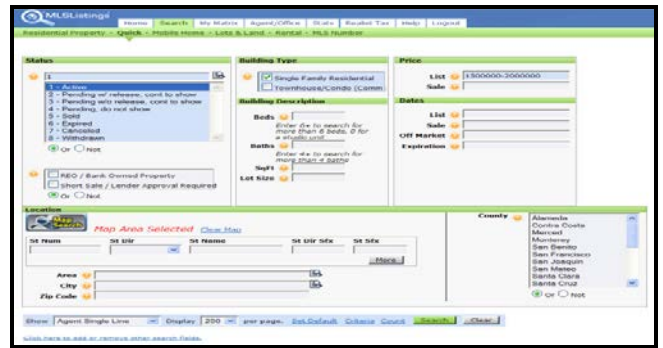 MLSListings
Home Search My Matrix Agent/Office Stats Realist Tax Help Logout
Residential Property - Quick - Mobile Home - Lots & Land - Rental - MLS Number
Status
1
1 - Active
2 - Pending w/ release, cont to show
3 - Pending w/o release, cont to show
4 - Pending, do not show
5 - Sold
6 - Expired
7 - Canceled
8 - Withdrawn
Or Not
REO / Bank Owned Property
Short Sale / Lender Approval Required
Or Not
Building Type
Single Family Residential
Townhouse/Condo (Comm
Building Description
Beds
Enter 6+ to search for
more than 6 beds, 0 for
a studio unit
Baths
Enter 4+ to search for
more than 4 baths
SqFt
Lot Size
Price
List 1500000-2000000
Sale
Dates
List
Sale
Off Market
Expiration
Location
Map Search
Map Area Selected Clear Map
St Num St Dir St Name St Dir Sfx St Sfx
More
Area
City
Zip Code
County
Alameda
Contra Costa
Merced
Monterey
San Benito
San Francisco
San Joaquin
San Mateo
Santa Clara
Santa Cruz
Or Not
Show Agent Single Line Display 200 per page. Set Default Criteria Count Search Clear
Click here to add or remove other search fields.